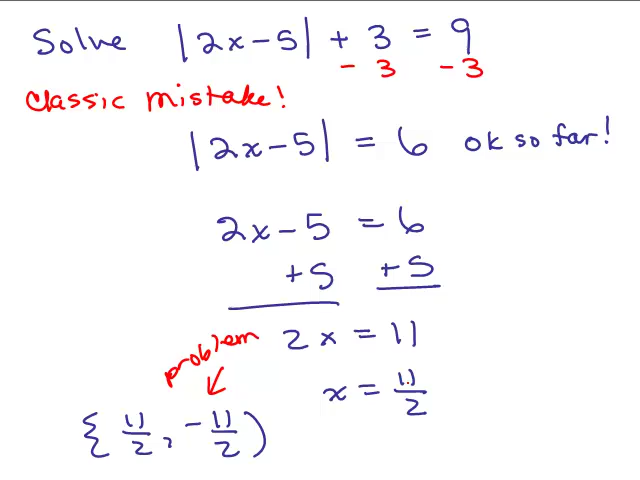 Solve |2x-5| + 3 = 9
- 3 -3
Classic mistake!
|2x-5| = 6 ok so far!
2x-5 = 6
+5 +5
2x = 11
problem
x = 11/2
{ 11/2, -11/2 )